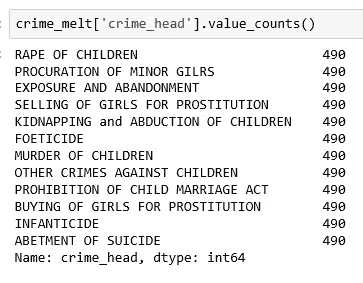 crime_melt['crime_head'].value_counts()
RAPE OF CHILDREN 490
PROCURATION OF MINOR GILRS 490
EXPOSURE AND ABANDONMENT 490
SELLING OF GIRLS FOR PROSTITUTION 490
KIDNAPPING and ABDUCTION OF CHILDREN 490
FOETICIDE 490
MURDER OF CHILDREN 490
OTHER CRIMES AGAINST CHILDREN 490
PROHIBITION OF CHILD MARRIAGE ACT 490
BUYING OF GIRLS FOR PROSTITUTION 490
INFANTICIDE 490
ABETMENT OF SUICIDE 490
Name: crime_head, dtype: int64